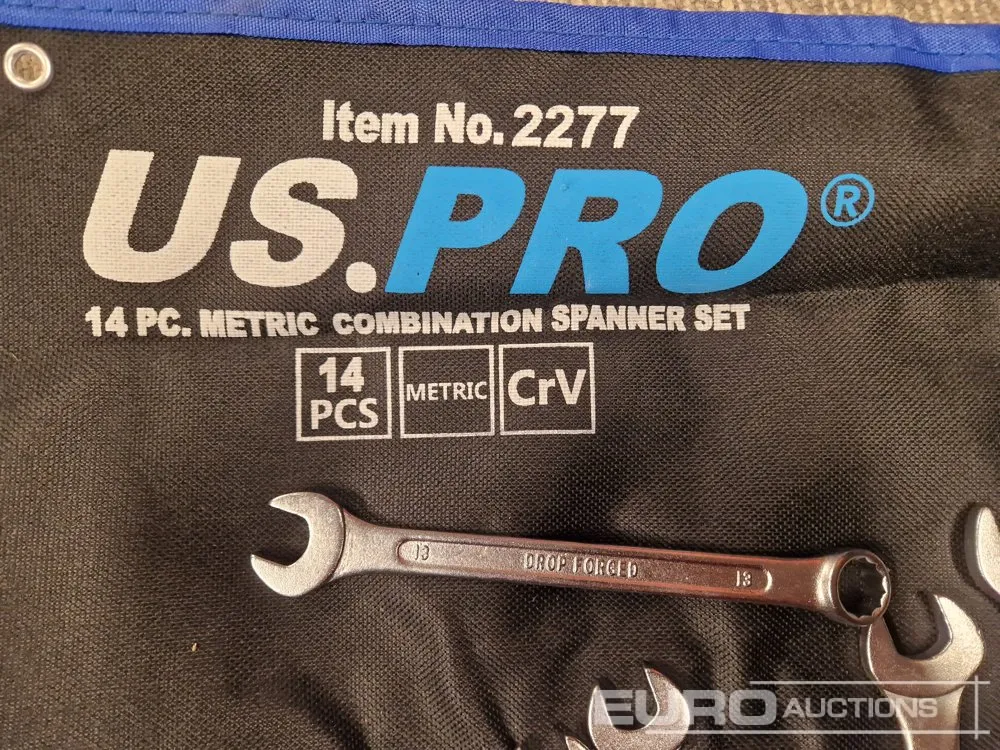 Item No. 2277
US.PRO®
14 PC. METRIC COMBINATION SPANNER SET
14 PCS
METRIC
CrV
13 DROP FORGED 13
EURO AUCTIONS